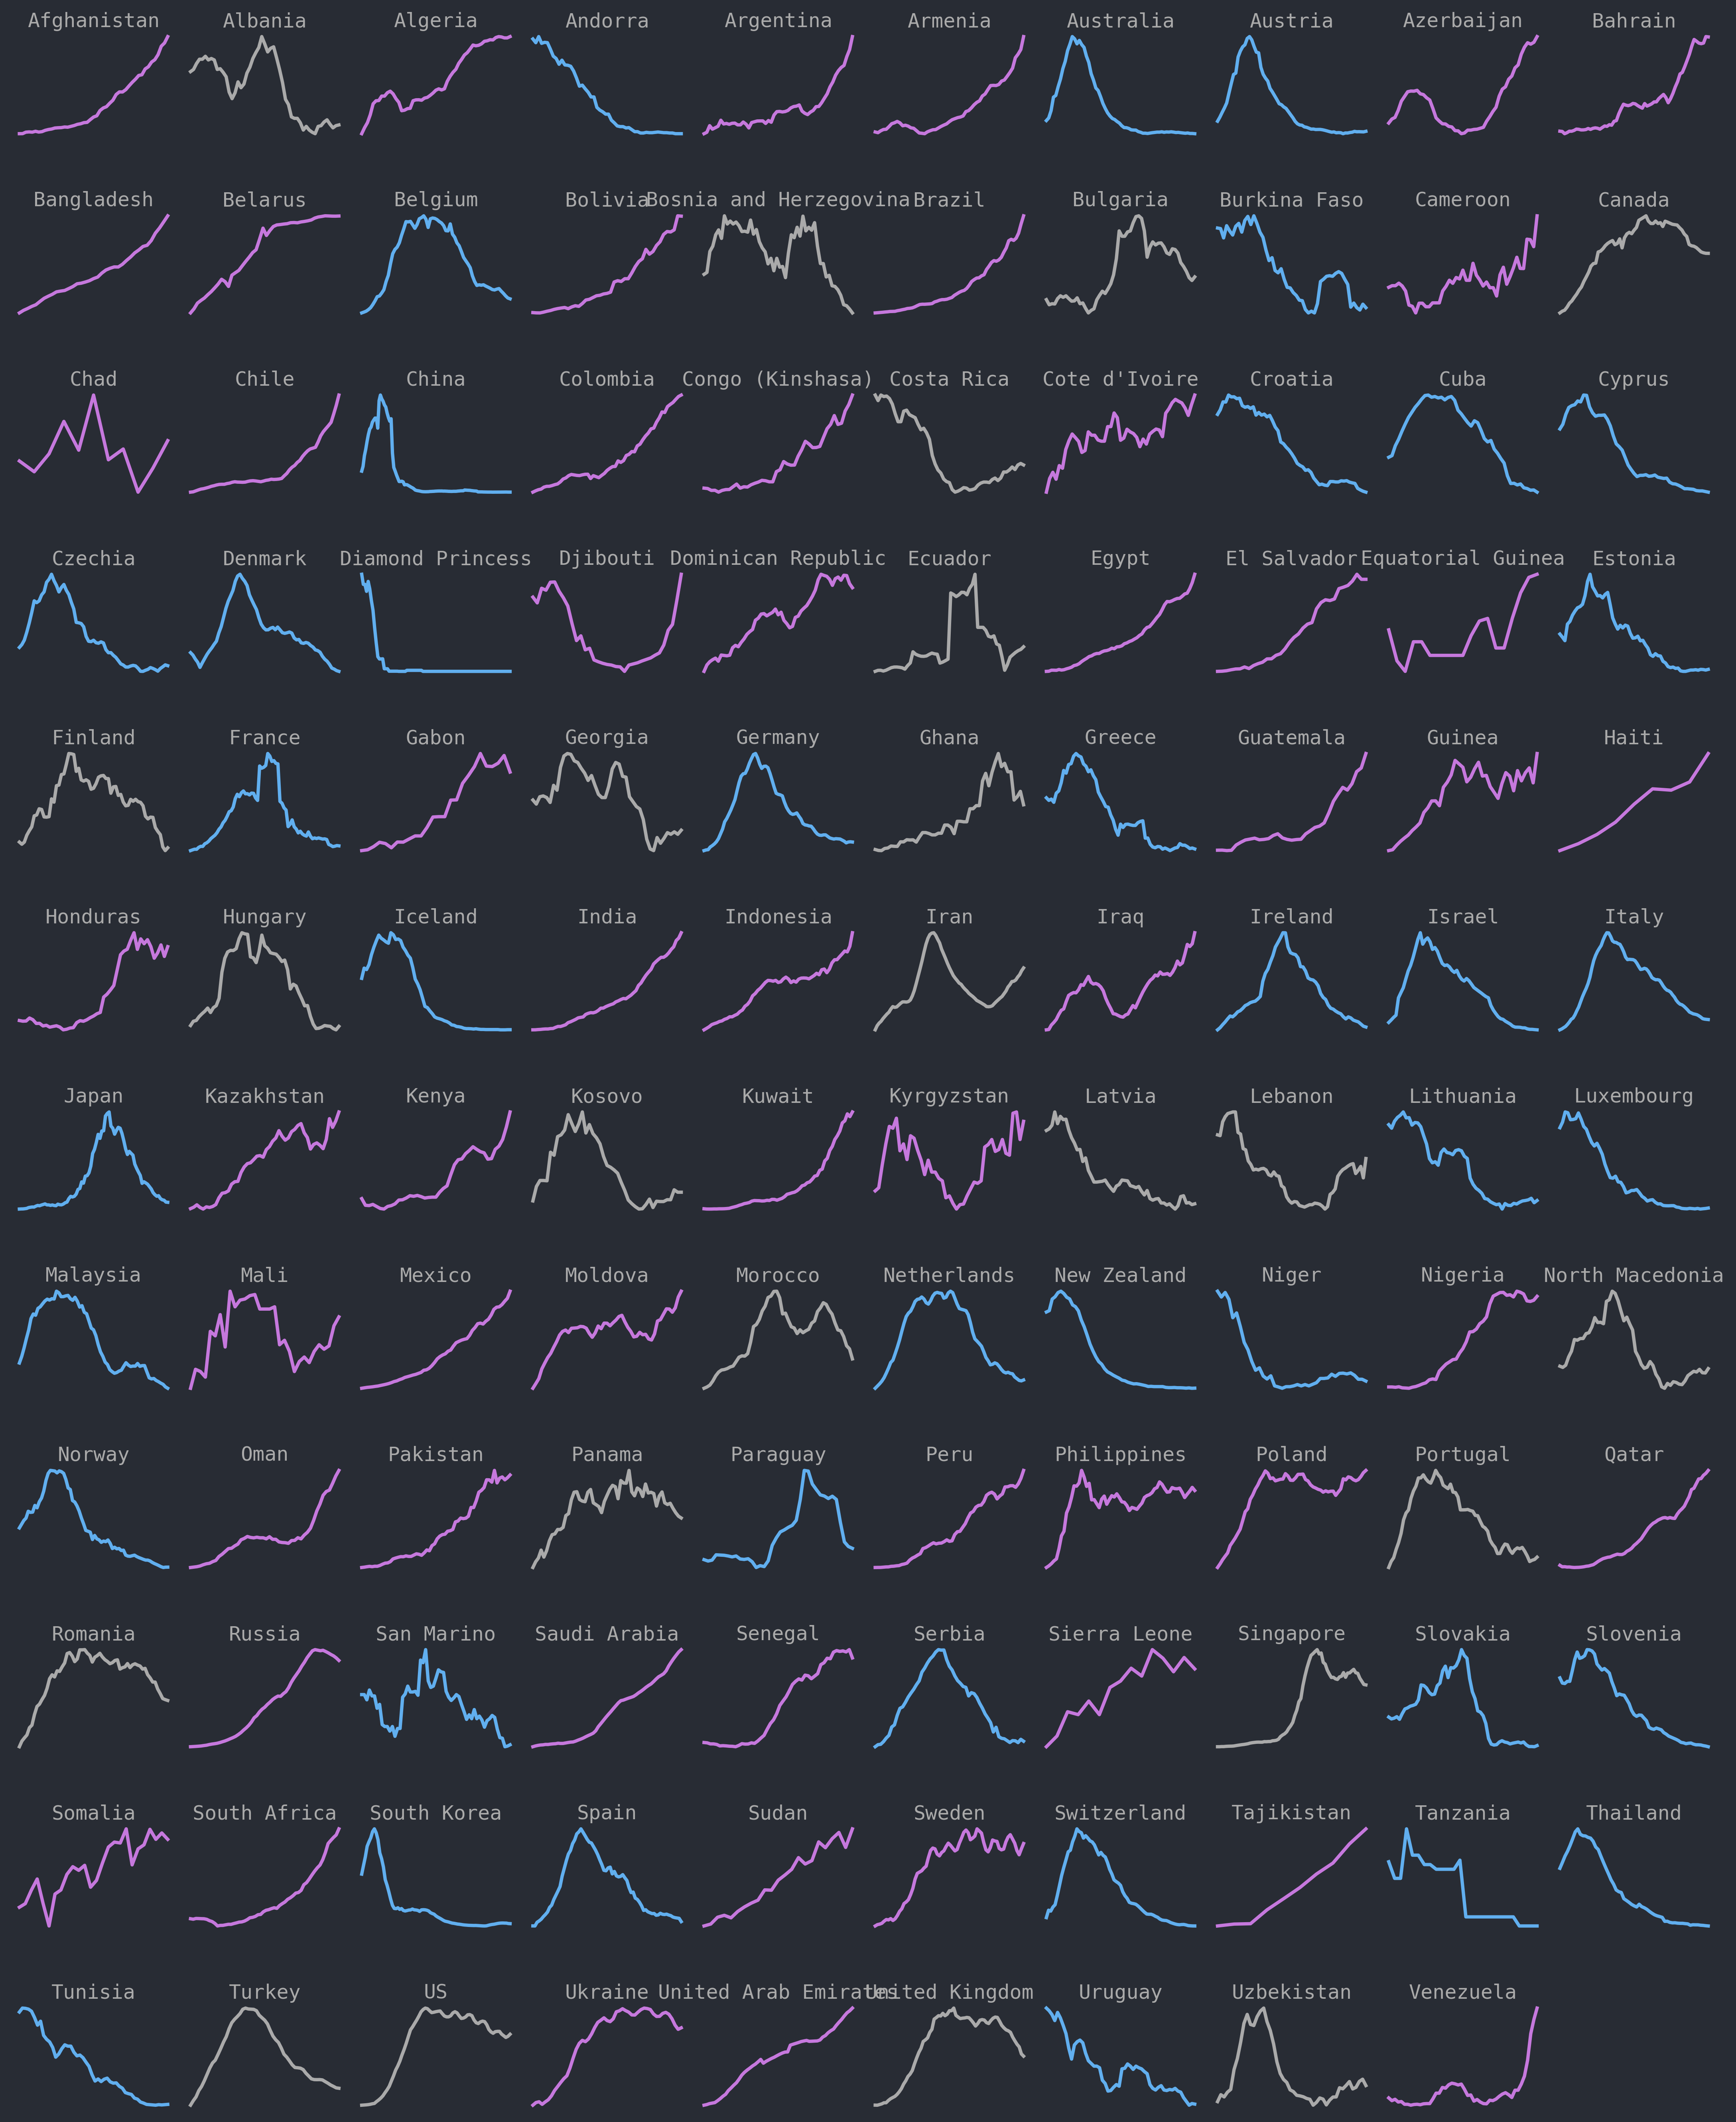 Afghanistan Albania Algeria Andorra Argentina Armenia Australia Austria Azerbaijan Bahrain
Bangladesh Belarus Belgium Bolivia Bosnia and Herzegovina Brazil Bulgaria Burkina Faso Cameroon Canada
Chad Chile China Colombia Congo (Kinshasa) Costa Rica Cote d'Ivoire Croatia Cuba Cyprus
Czechia Denmark Diamond Princess Djibouti Dominican Republic Ecuador Egypt El Salvador Equatorial Guinea Estonia
Finland France Gabon Georgia Germany Ghana Greece Guatemala Guinea Haiti
Honduras Hungary Iceland India Indonesia Iran Iraq Ireland Israel Italy
Japan Kazakhstan Kenya Kosovo Kuwait Kyrgyzstan Latvia Lebanon Lithuania Luxembourg
Malaysia Mali Mexico Moldova Morocco Netherlands New Zealand Niger Nigeria North Macedonia
Norway Oman Pakistan Panama Paraguay Peru Philippines Poland Portugal Qatar
Romania Russia San Marino Saudi Arabia Senegal Serbia Sierra Leone Singapore Slovakia Slovenia
Somalia South Africa South Korea Spain Sudan Sweden Switzerland Tajikistan Tanzania Thailand
Tunisia Turkey US Ukraine United Arab Emirates United Kingdom Uruguay Uzbekistan Venezuela